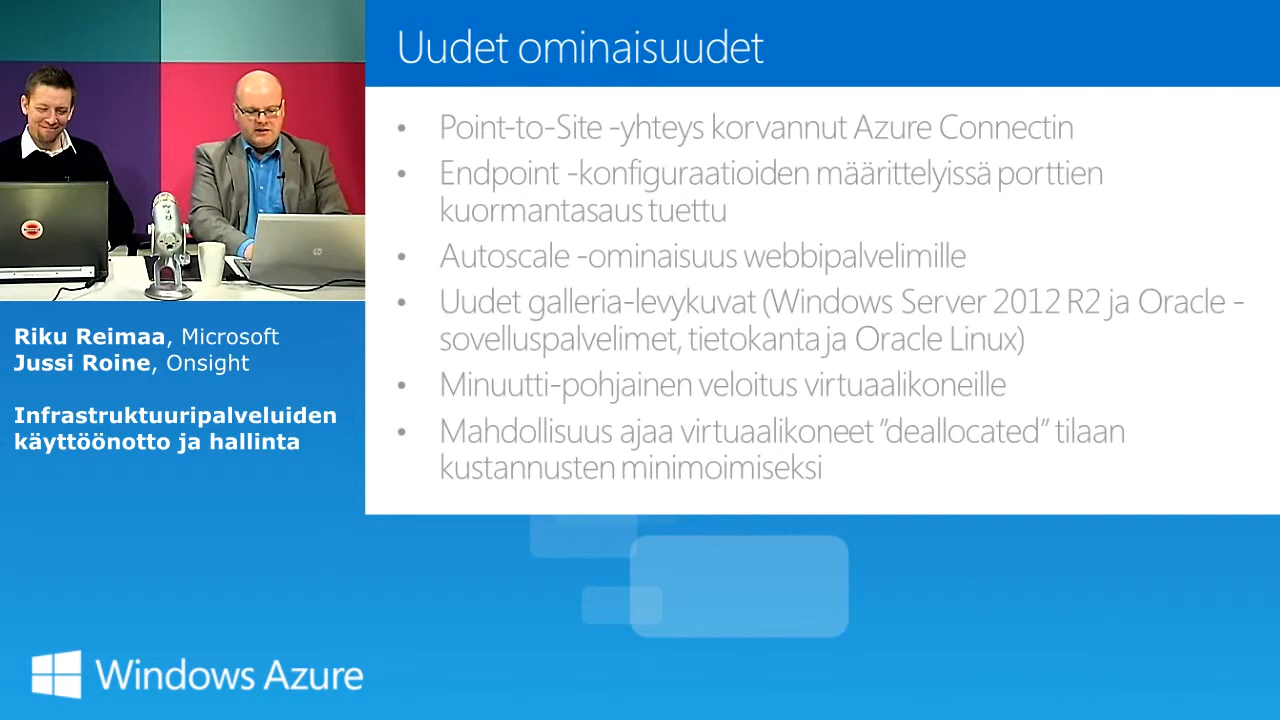 Uudet ominaisuudet
• Point-to-Site -yhteys korvannut Azure Connectin
• Endpoint -konfiguraatioiden määrittelyissä porttien
kuormantasaus tuettu
• Autoscale -ominaisuus webbipalvelimille
• Uudet galleria-levykuvat (Windows Server 2012 R2 ja Oracle -
sovelluspalvelimet, tietokanta ja Oracle Linux)
• Minuutti-pohjainen veloitus virtuaalikoneille
• Mahdollisuus ajaa virtuaalikoneet ”deallocated” tilaan
kustannusten minimoimiseksi
Riku Reimaa, Microsoft
Jussi Roine, Onsight
Infrastruktuuripalveluiden
käyttöönotto ja hallinta
Windows Azure